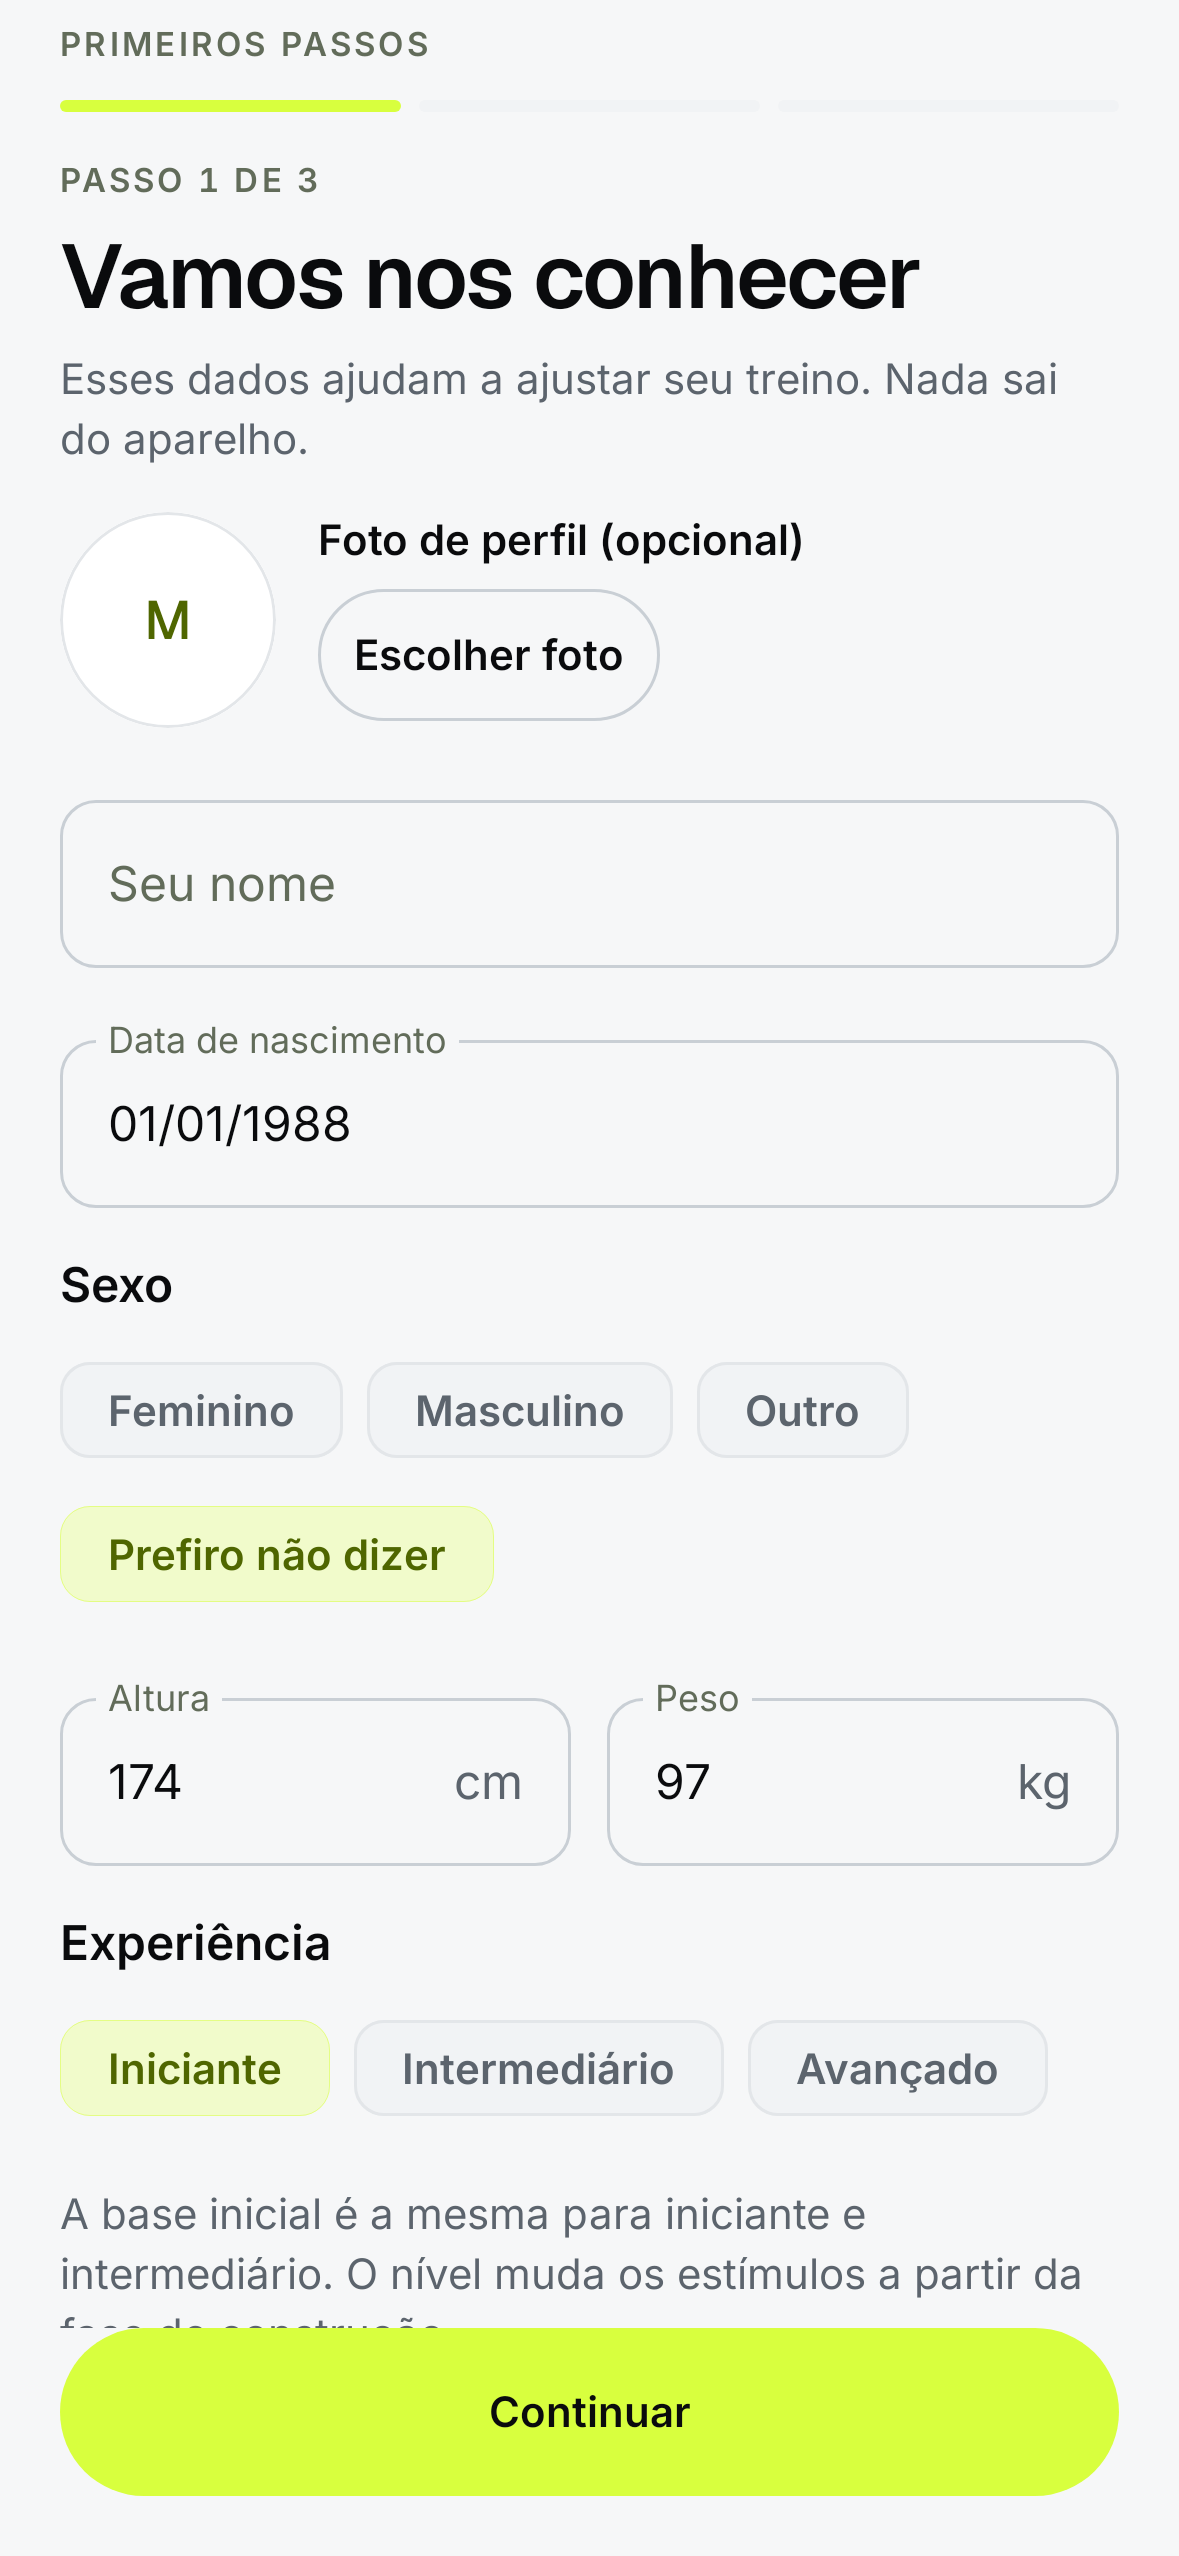 PRIMEIROS PASSOS
PASSO 1 DE 3
Vamos nos conhecer
Esses dados ajudam a ajustar seu treino. Nada sai
do aparelho.
Foto de perfil (opcional)
M
Escolher foto
Seu nome
Data de nascimento
01/01/1988
Sexo
Feminino Masculino Outro
Prefiro não dizer
Altura Peso
174 cm 97 kg
Experiência
Iniciante Intermediário Avançado
A base inicial é a mesma para iniciante e
intermediário. O nível muda os estímulos a partir da
fase de construção.
Continuar